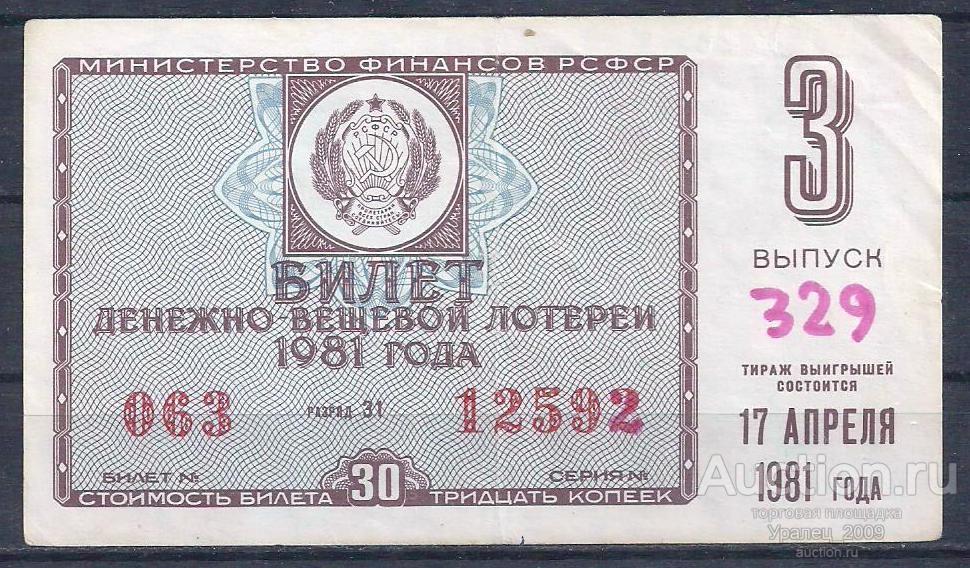 МИНИСТЕРСТВО ФИНАНСОВ РСФСР
РСФСР
БИЛЕТ
ДЕНЕЖНО ВЕЩЕВОЙ ЛОТЕРЕИ
1981 ГОДА
063 РАЗРЯД 31 12592
БИЛЕТ № СЕРИЯ №
СТОИМОСТЬ БИЛЕТА 30 ТРИДЦАТЬ КОПЕЕК
3
ВЫПУСК
329
ТИРАЖ ВЫИГРЫШЕЙ
СОСТОИТСЯ
17 АПРЕЛЯ
1981 ГОДА
Auction.ru
торговая площадка
Уралец_2009
auction.ru